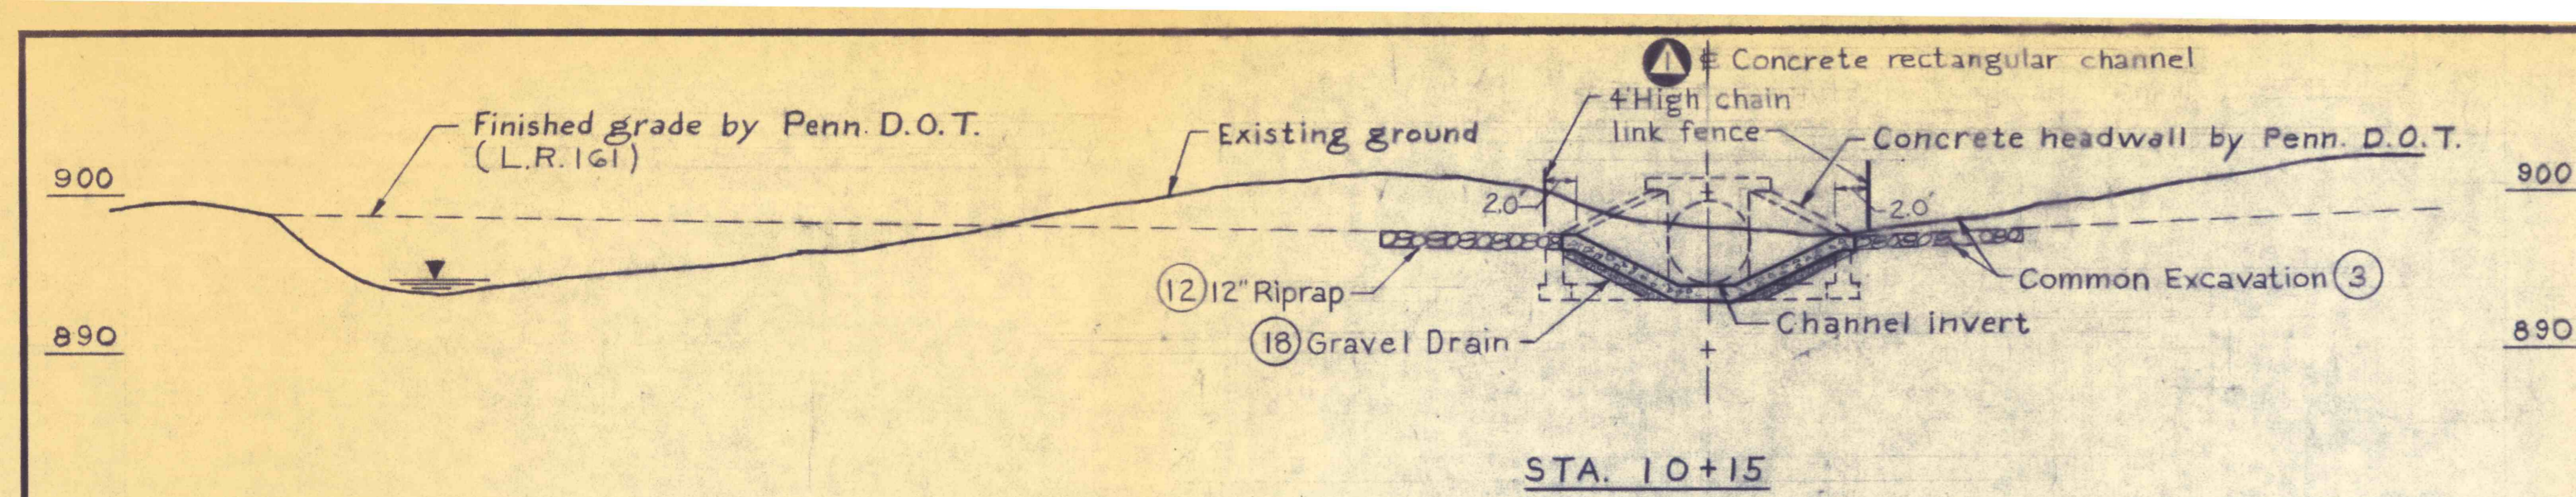 1 ℄ Concrete rectangular channel
4'High chain
link fence
Finished grade by Penn. D.O.T.
(L.R.161)
Existing ground
Concrete headwall by Penn. D.O.T.
900
900
2.0'
2.0'
12 12" Riprap
Common Excavation 3
18 Gravel Drain
Channel invert
890
890
STA. 10+15